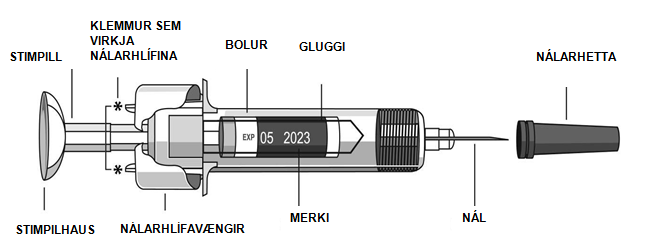 KLEMMUR SEM
VIRKJA
NÁLARHLÍFINA
STIMPILL
BOLUR
GLUGGI
NÁLARHETTA
*
EXP 05 2023
*
STIMPILHAUS
NÁLARHLÍFAVÆNGIR
MERKI
NÁL